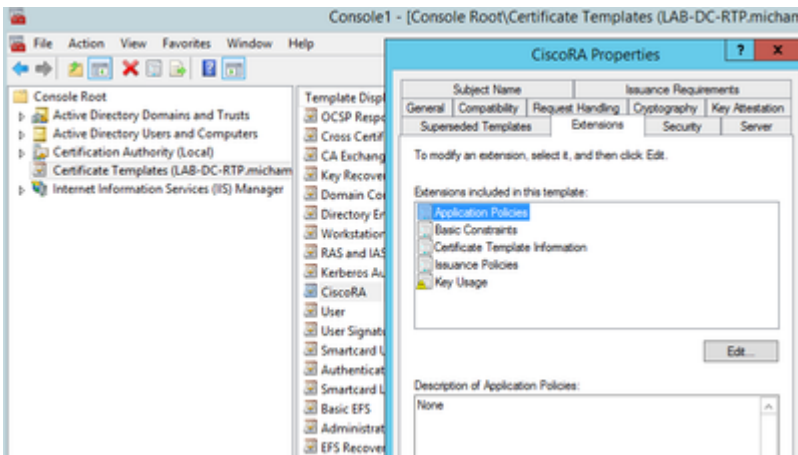 Console1 - [Console Root\Certificate Templates (LAB-DC-RTP.michan
File Action View Favorites Window Help
CiscoRA Properties
? x
Console Root
Active Directory Domains and Trusts
Active Directory Users and Computers
Certification Authority (Local)
Certificate Templates (LAB-DC-RTP.micham
Internet Information Services (IIS) Manager
Template Displ
OCSP Respo
Cross Certif
CA Exchang
Key Recove
Domain Co
Directory E
Workstation
RAS and IAS
Kerberos Au
CiscoRA
User
User Signat
Smartcard U
Authenticat
Smartcard L
Basic EFS
Administrat
EFS Recover
Subject Name Issuance Requirements
General Compatibility Request Handling Cryptography Key Attestation
Superseded Templates Extensions Security Server
To modify an extension, select it, and then click Edit.
Extensions included in this template:
Application Policies
Basic Constraints
Certificate Template Information
Issuance Policies
Key Usage
Edit...
Description of Application Policies:
None